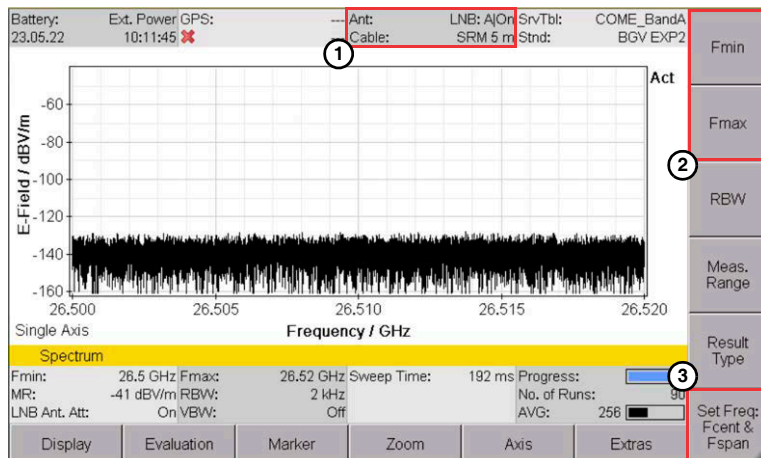 Battery: Ext. Power GPS: --- Ant: LNB: A|On SrvTbl: COME_BandA
23.05.22 10:11:45 --- Cable: SRM 5 m Stnd: BGV EXP2
1
Fmin
Fmax
2
RBW
Meas.
Range
Result
Type
3
Set Freq:
Fcent &
Fspan
Act
E-Field / dBV/m
-60
-80
-100
-120
-140
-160
26.500 26.505 26.510 26.515 26.520
Single Axis Frequency / GHz
Spectrum
Fmin: 26.5 GHz Fmax: 26.52 GHz Sweep Time: 192 ms Progress:
MR: -41 dBV/m RBW: 2 kHz No. of Runs: 90
LNB Ant. Att: On VBW: Off AVG: 256
Display Evaluation Marker Zoom Axis Extras